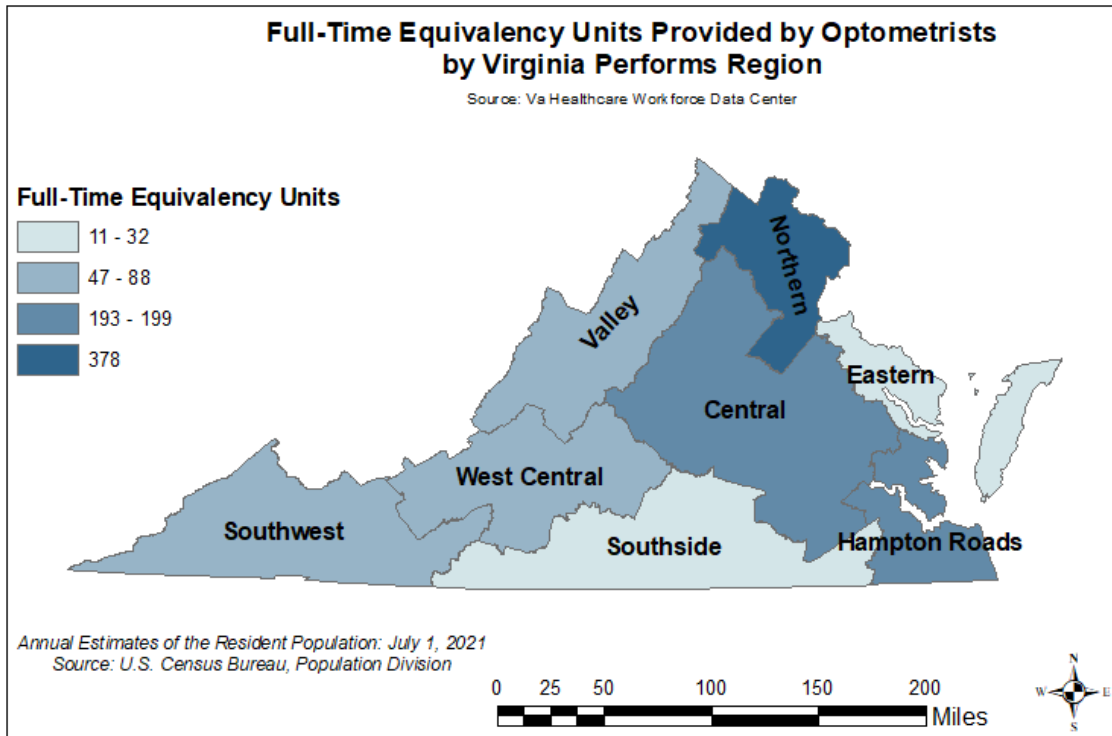 Full-Time Equivalency Units Provided by Optometrists
by Virginia Performs Region
Source: Va Healthcare Workforce Data Center
Full-Time Equivalency Units
11 - 32
47 - 88
193 - 199
378
Northern
Valley
Eastern
Central
West Central
Southwest
Southside
Hampton Roads
Annual Estimates of the Resident Population: July 1, 2021
Source: U.S. Census Bureau, Population Division
0 25 50 100 150 200
Miles
N
W E
S